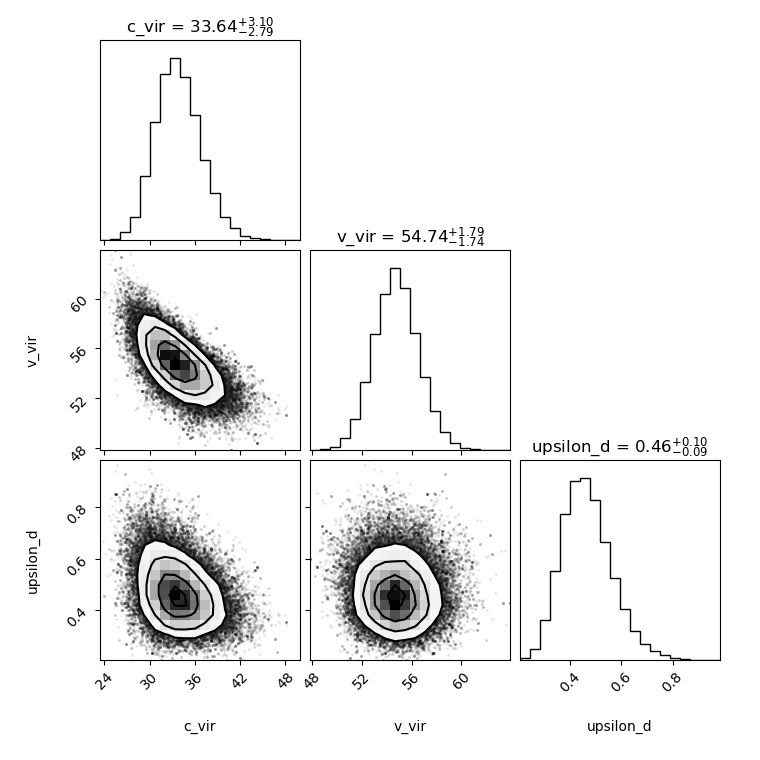 c_vir = 33.64+3.10−2.79
v_vir = 54.74+1.79−1.74
upsilon_d = 0.46+0.10−0.09
v_vir
60
56
52
48
upsilon_d
0.8
0.6
0.4
24 30 36 42 48
48 52 56 60
0.4 0.6 0.8
c_vir
v_vir
upsilon_d